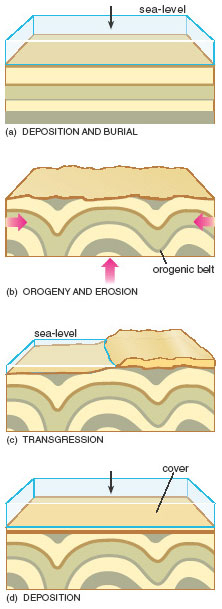 sea-level
(a) DEPOSITION AND BURIAL
orogenic belt
(b) OROGENY AND EROSION
sea-level
(c) TRANSGRESSION
cover
(d) DEPOSITION